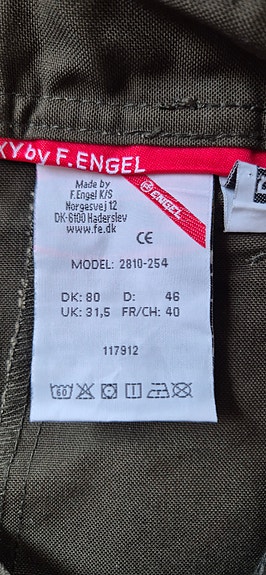 XY by F.ENGEL
Made by
F.Engel K/S
Norgesvej 12
DK-6100 Haderslev
www.fe.dk
ENGEL
CE
MODEL: 2810-254
DK: 80 D: 46
UK: 31,5 FR/CH: 40
117912
60